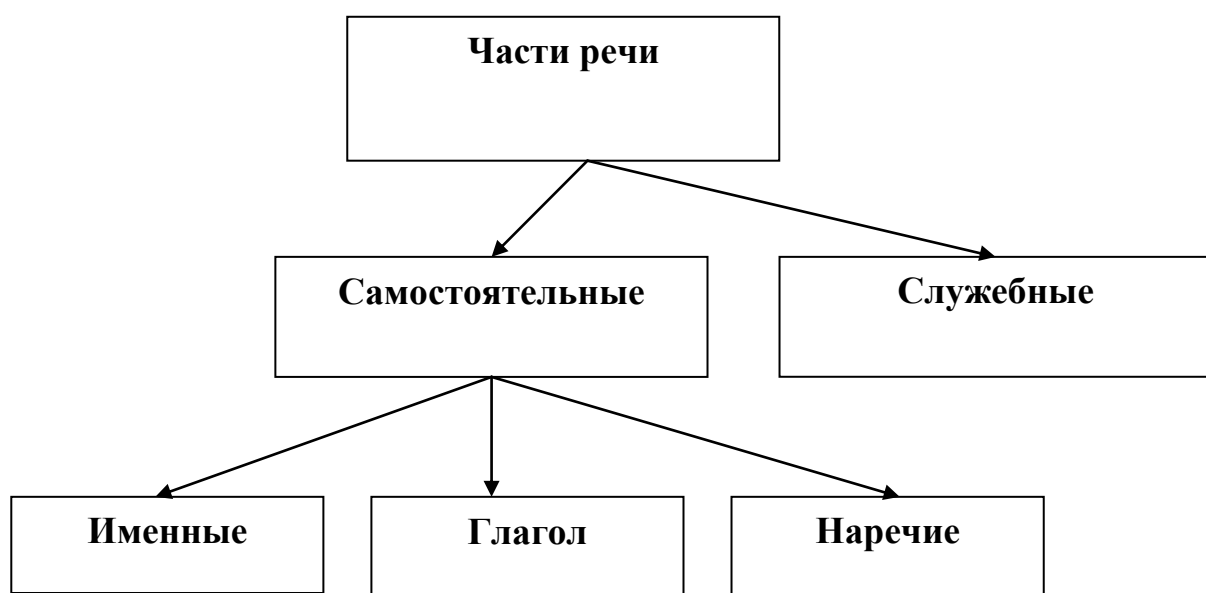 Части речи
Самостоятельные
Служебные
Именные
Глагол
Наречие